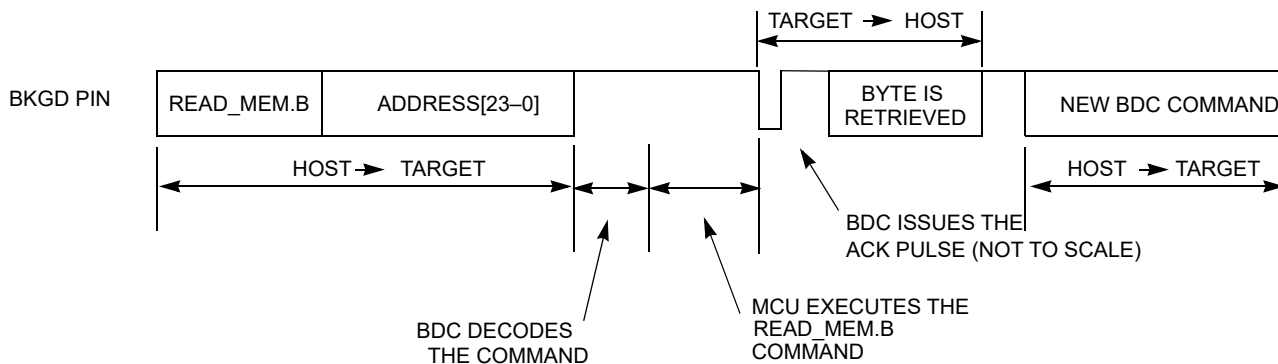 TARGET → HOST
BKGD PIN
READ_MEM.B
ADDRESS[23–0]
BYTE IS
RETRIEVED
NEW BDC COMMAND
HOST → TARGET
HOST → TARGET
BDC ISSUES THE
ACK PULSE (NOT TO SCALE)
BDC DECODES
THE COMMAND
MCU EXECUTES THE
READ_MEM.B
COMMAND